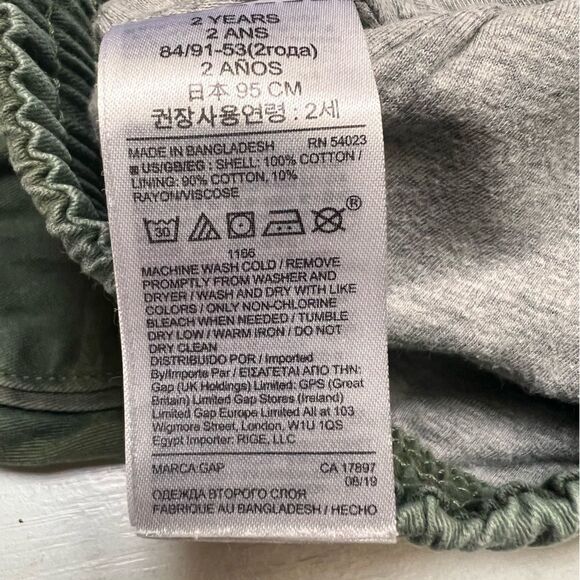 2 YEARS
2 ANS
84/91-53(2года)
2 AÑOS
日本 95 CM
권장사용연령 : 2세
MADE IN BANGLADESH RN 54023
US/GB/EG : SHELL: 100% COTTON /
LINING: 90% COTTON, 10%
RAYON/VISCOSE
30 ®
1166
MACHINE WASH COLD / REMOVE
PROMPTLY FROM WASHER AND
DRYER / WASH AND DRY WITH LIKE
COLORS / ONLY NON-CHLORINE
BLEACH WHEN NEEDED / TUMBLE
DRY LOW / WARM IRON / DO NOT
DRY CLEAN
DISTRIBUIDO POR / Imported
By/Importe Par / ΕΙΣΑΓΕΤΑΙ ΑΠΟ ΤΗΝ:
Gap (UK Holdings) Limited: GPS (Great
Britain) Limited Gap Stores (Ireland)
Limited Gap Europe Limited All at 103
Wigmore Street, London, W1U 1QS
Egypt Importer: RIGE, LLC
MARCA GAP CA 17897
08/19
ОДЕЖДА ВТОРОГО СЛОЯ
FABRIQUE AU BANGLADESH / HECHO